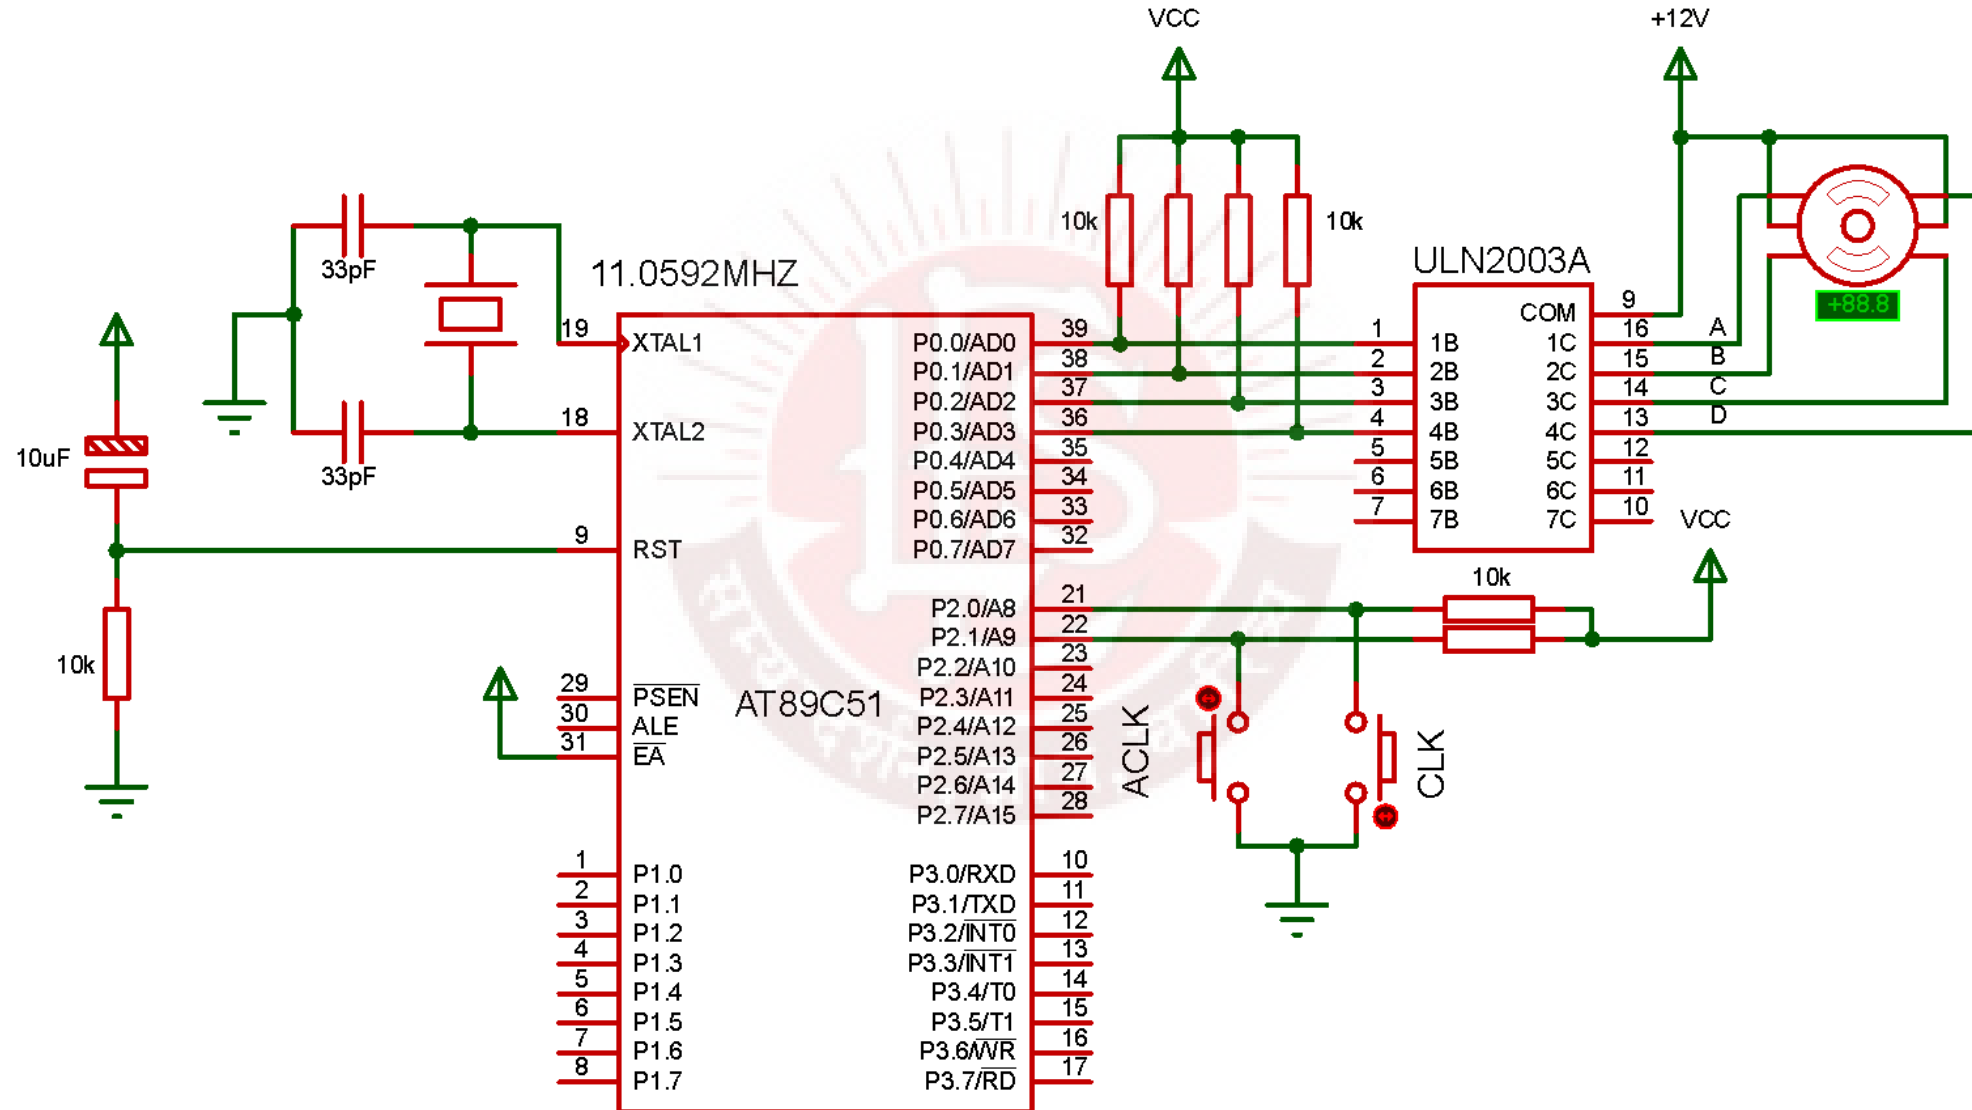 VCC
+12V
10k
10k
33pF
33pF
11.0592MHZ
ULN2003A
+88.8
10uF
10k
19 XTAL1
18 XTAL2
9 RST
29 PSEN
30 ALE
31 EA
AT89C51
1 P1.0
2 P1.1
3 P1.2
4 P1.3
5 P1.4
6 P1.5
7 P1.6
8 P1.7
P0.0/AD0 39
P0.1/AD1 38
P0.2/AD2 37
P0.3/AD3 36
P0.4/AD4 35
P0.5/AD5 34
P0.6/AD6 33
P0.7/AD7 32
P2.0/A8 21
P2.1/A9 22
P2.2/A10 23
P2.3/A11 24
P2.4/A12 25
P2.5/A13 26
P2.6/A14 27
P2.7/A15 28
P3.0/RXD 10
P3.1/TXD 11
P3.2/INT0 12
P3.3/INT1 13
P3.4/T0 14
P3.5/T1 15
P3.6/WR 16
P3.7/RD 17
1 1B
2 2B
3 3B
4 4B
5 5B
6 6B
7 7B
COM 9
1C 16 A
2C 15 B
3C 14 C
4C 13 D
5C 12
6C 11
7C 10
VCC
10k
ACLK
CLK